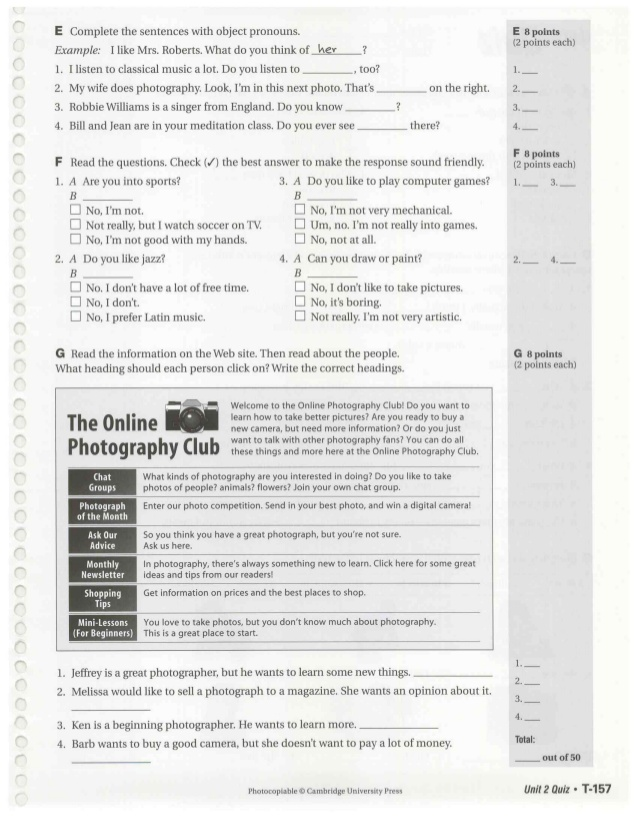 E Complete the sentences with object pronouns.
Example: I like Mrs. Roberts. What do you think of her ?
1. I listen to classical music a lot. Do you listen to ________, too?
2. My wife does photography. Look, I'm in this next photo. That's ________ on the right.
3. Robbie Williams is a singer from England. Do you know ________?
4. Bill and Jean are in your meditation class. Do you ever see ________ there?
E 8 points
(2 points each)
1. ___
2. ___
3. ___
4. ___
F Read the questions. Check (✓) the best answer to make the response sound friendly.
1. A Are you into sports?
B ________
☐ No, I'm not.
☐ Not really, but I watch soccer on TV.
☐ No, I'm not good with my hands.
2. A Do you like jazz?
B ________
☐ No. I don't have a lot of free time.
☐ No, I don't.
☐ No, I prefer Latin music.
3. A Do you like to play computer games?
B ________
☐ No, I'm not very mechanical.
☐ Um, no. I'm not really into games.
☐ No, not at all.
4. A Can you draw or paint?
B ________
☐ No, I don't like to take pictures.
☐ No, it's boring.
☐ Not really. I'm not very artistic.
F 8 points
(2 points each)
1. ___ 3. ___
2. ___ 4. ___
G Read the information on the Web site. Then read about the people.
What heading should each person click on? Write the correct headings.
G 8 points
(2 points each)
The Online
Photography Club
Welcome to the Online Photography Club! Do you want to
learn how to take better pictures? Are you ready to buy a
new camera, but need more information? Or do you just
want to talk with other photography fans? You can do all
these things and more here at the Online Photography Club.
Chat
Groups
What kinds of photography are you interested in doing? Do you like to take
photos of people? animals? flowers? Join your own chat group.
Photograph
of the Month
Enter our photo competition. Send in your best photo, and win a digital camera!
Ask Our
Advice
So you think you have a great photograph, but you're not sure.
Ask us here.
Monthly
Newsletter
In photography, there's always something new to learn. Click here for some great
ideas and tips from our readers!
Shopping
Tips
Get information on prices and the best places to shop.
Mini-Lessons
(For Beginners)
You love to take photos, but you don't know much about photography.
This is a great place to start.
1. Jeffrey is a great photographer, but he wants to learn some new things. ________
2. Melissa would like to sell a photograph to a magazine. She wants an opinion about it.
________
3. Ken is a beginning photographer. He wants to learn more. ________
4. Barb wants to buy a good camera, but she doesn't want to pay a lot of money.
________
1. ___
2. ___
3. ___
4. ___
Total:
____ out of 50
Photocopiable © Cambridge University Press
Unit 2 Quiz • T-157